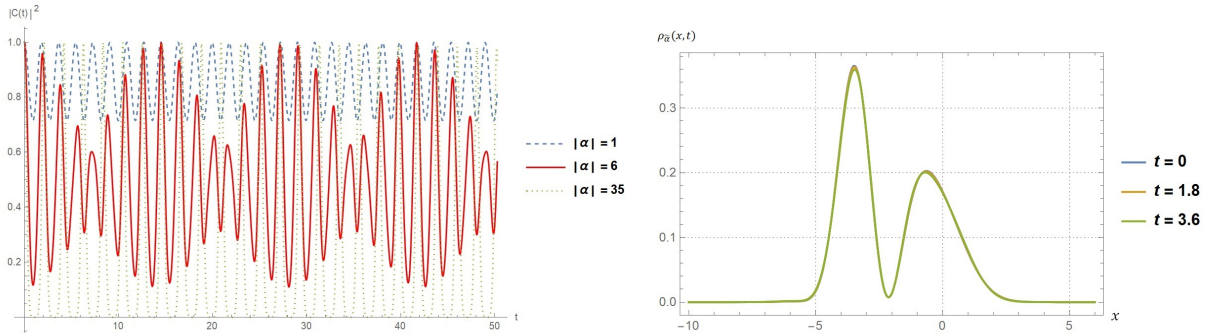 |C(t)|²
1.0
0.8
0.6
0.4
0.2
10 20 30 40 50 t
|α| = 1
|α| = 6
|α| = 35
ρ_α̃(x,t)
0.3
0.2
0.1
0.0
−10 −5 0 5 x
t = 0
t = 1.8
t = 3.6